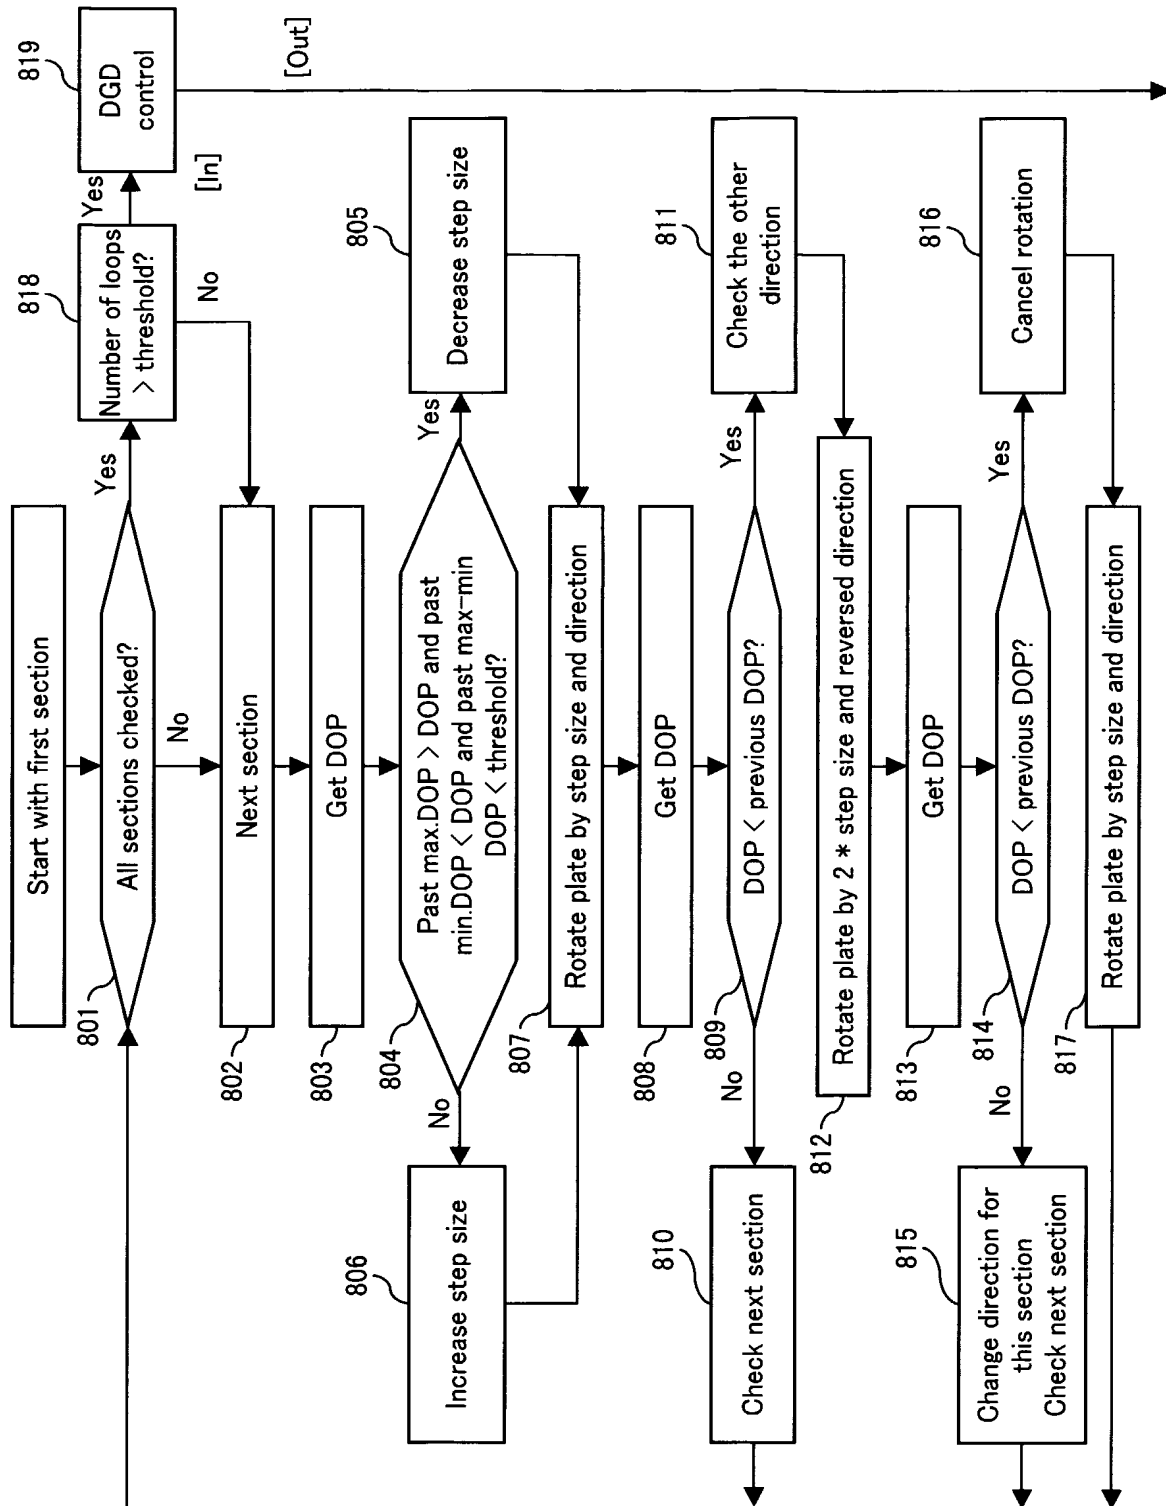 Start with first section
801
All sections checked?
Yes
818
Number of loops
> threshold?
Yes
819
DGD
control
[In]
[Out]
No
No
802
Next section
803
Get DOP
804
Past max.DOP > DOP and past
min.DOP < DOP and past max-min
DOP < threshold?
Yes
805
Decrease step size
No
806
Increase step size
807
Rotate plate by step size and direction
808
Get DOP
809
DOP < previous DOP?
Yes
811
Check the other
direction
No
810
Check next section
812
Rotate plate by 2 * step size and reversed direction
813
Get DOP
814
DOP < previous DOP?
Yes
816
Cancel rotation
No
815
Change direction for
this section
Check next section
817
Rotate plate by step size and direction